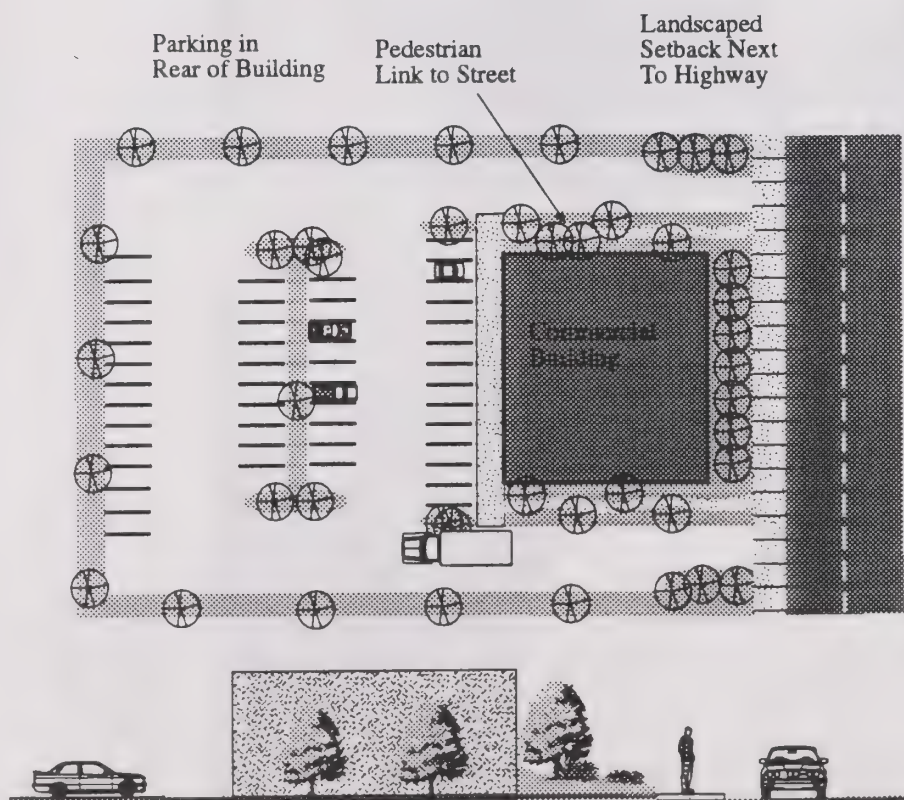 Parking in
Rear of Building
Pedestrian
Link to Street
Landscaped
Setback Next
To Highway
Commercial
Building